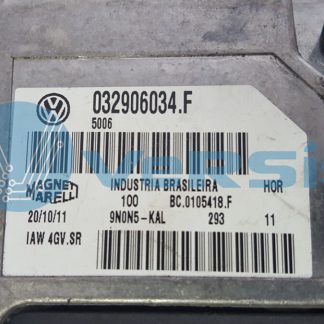 032906034.F
5006
MAGNETI MARELLI
INDUSTRIA BRASILEIRA HOR
100 BC.0105418.F
20/10/11 9N0N5-KAL 293 11
IAW 4GV.SR
VERSI